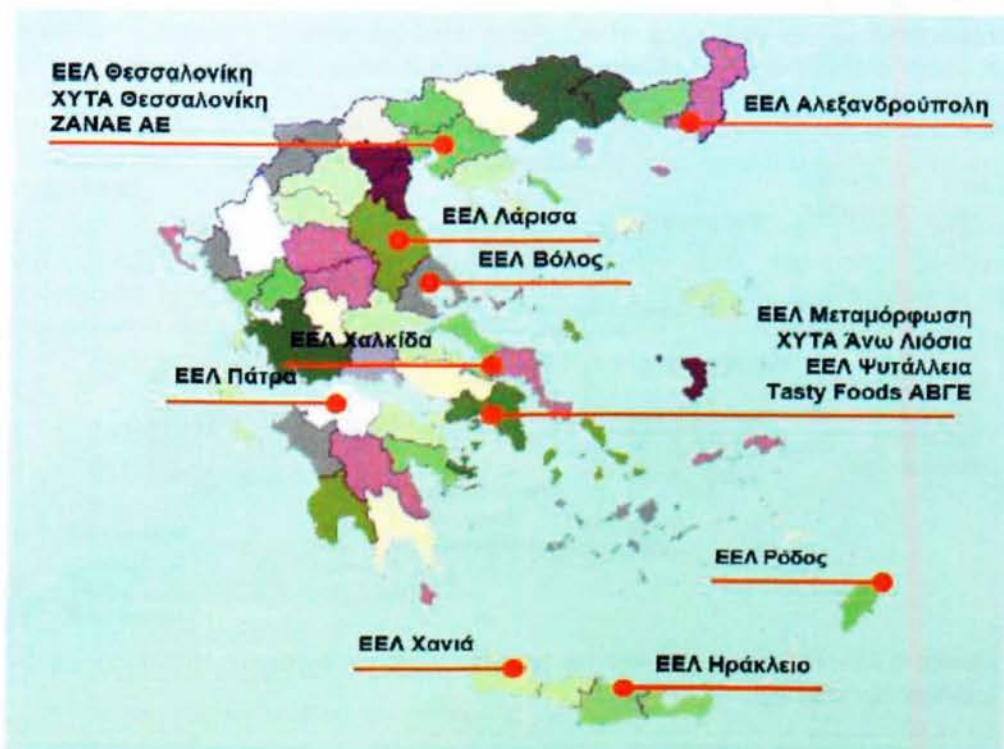 ΕΕΛ Θεσσαλονίκη
ΧΥΤΑ Θεσσαλονίκη
ΖΑΝΑΕ ΑΕ
ΕΕΛ Αλεξανδρούπολη
ΕΕΛ Λάρισα
ΕΕΛ Βόλος
ΕΕΛ Μεταμόρφωση
ΧΥΤΑ Άνω Λιόσια
ΕΕΛ Ψυτάλλεια
Tasty Foods ΑΒΓΕ
ΕΕΛ Χαλκίδα
ΕΕΛ Πάτρα
ΕΕΛ Ρόδος
ΕΕΛ Χανιά
ΕΕΛ Ηράκλειο